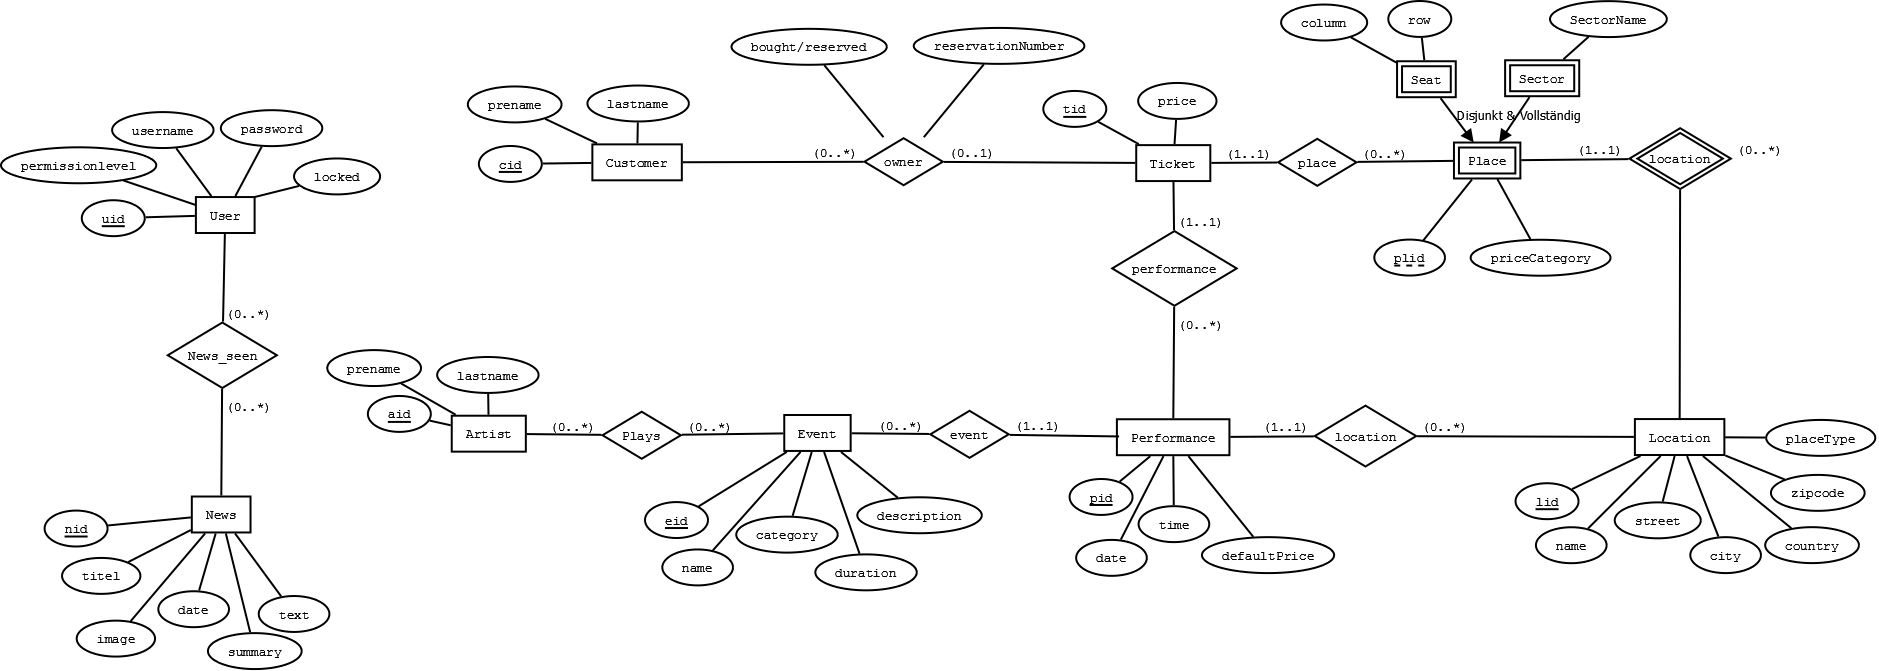 column
row
SectorName
bought/reserved
reservationNumber
Seat
Sector
prename
lastname
tid
price
Disjunkt & Vollständig
username
password
permissionlevel
locked
cid
Customer
(0..*)
owner
(0..1)
Ticket
(1..1)
place
(0..*)
Place
(1..1)
location
(0..*)
uid
User
(1..1)
plid
priceCategory
performance
(0..*)
(0..*)
News_seen
(0..*)
prename
lastname
aid
Artist
(0..*)
Plays
(0..*)
Event
(0..*)
event
(1..1)
Performance
(1..1)
location
(0..*)
Location
placeType
nid
News
eid
category
description
name
duration
pid
time
date
defaultPrice
lid
zipcode
street
name
city
country
titel
date
text
image
summary